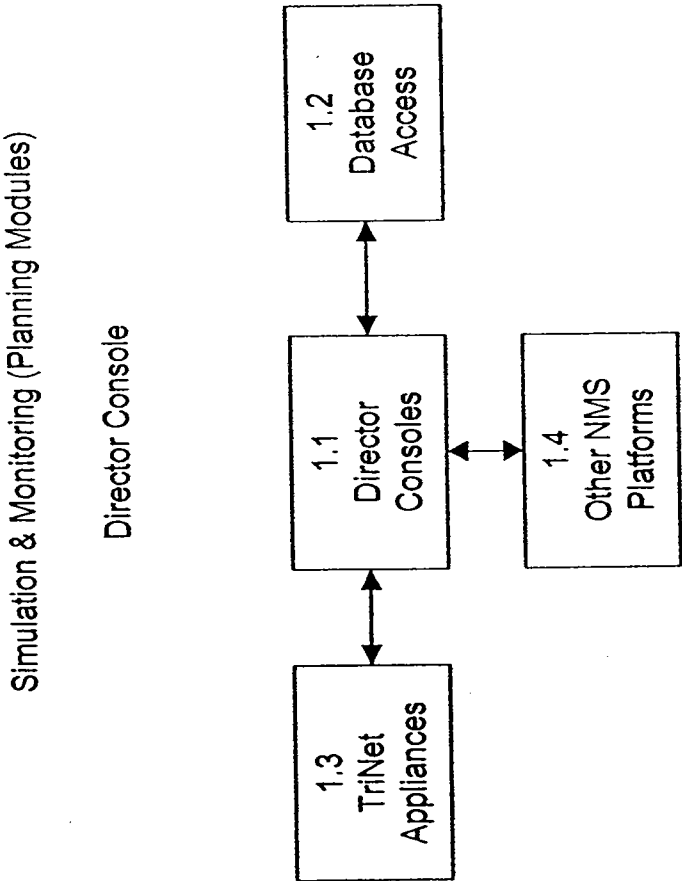 Simulation & Monitoring (Planning Modules)
Director Console
1.3
TriNet
Appliances
1.1
Director
Consoles
1.2
Database
Access
1.4
Other NMS
Platforms